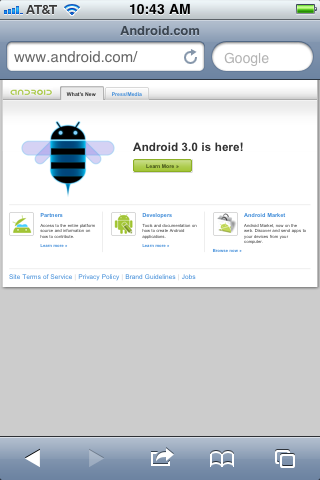 AT&T 10:43 AM
Android.com
www.android.com/ Google
android What's New Press/Media
Android 3.0 is here!
Learn More »
Partners
Access to the entire platform
source and information on
how to contribute.
Learn more »
Developers
Tools and documentation on
how to create Android
applications.
Learn more »
Android Market
Android Market, now on the
web. Discover and send apps to
your devices from your
computer.
Browse now »
Site Terms of Service | Privacy Policy | Brand Guidelines | Jobs